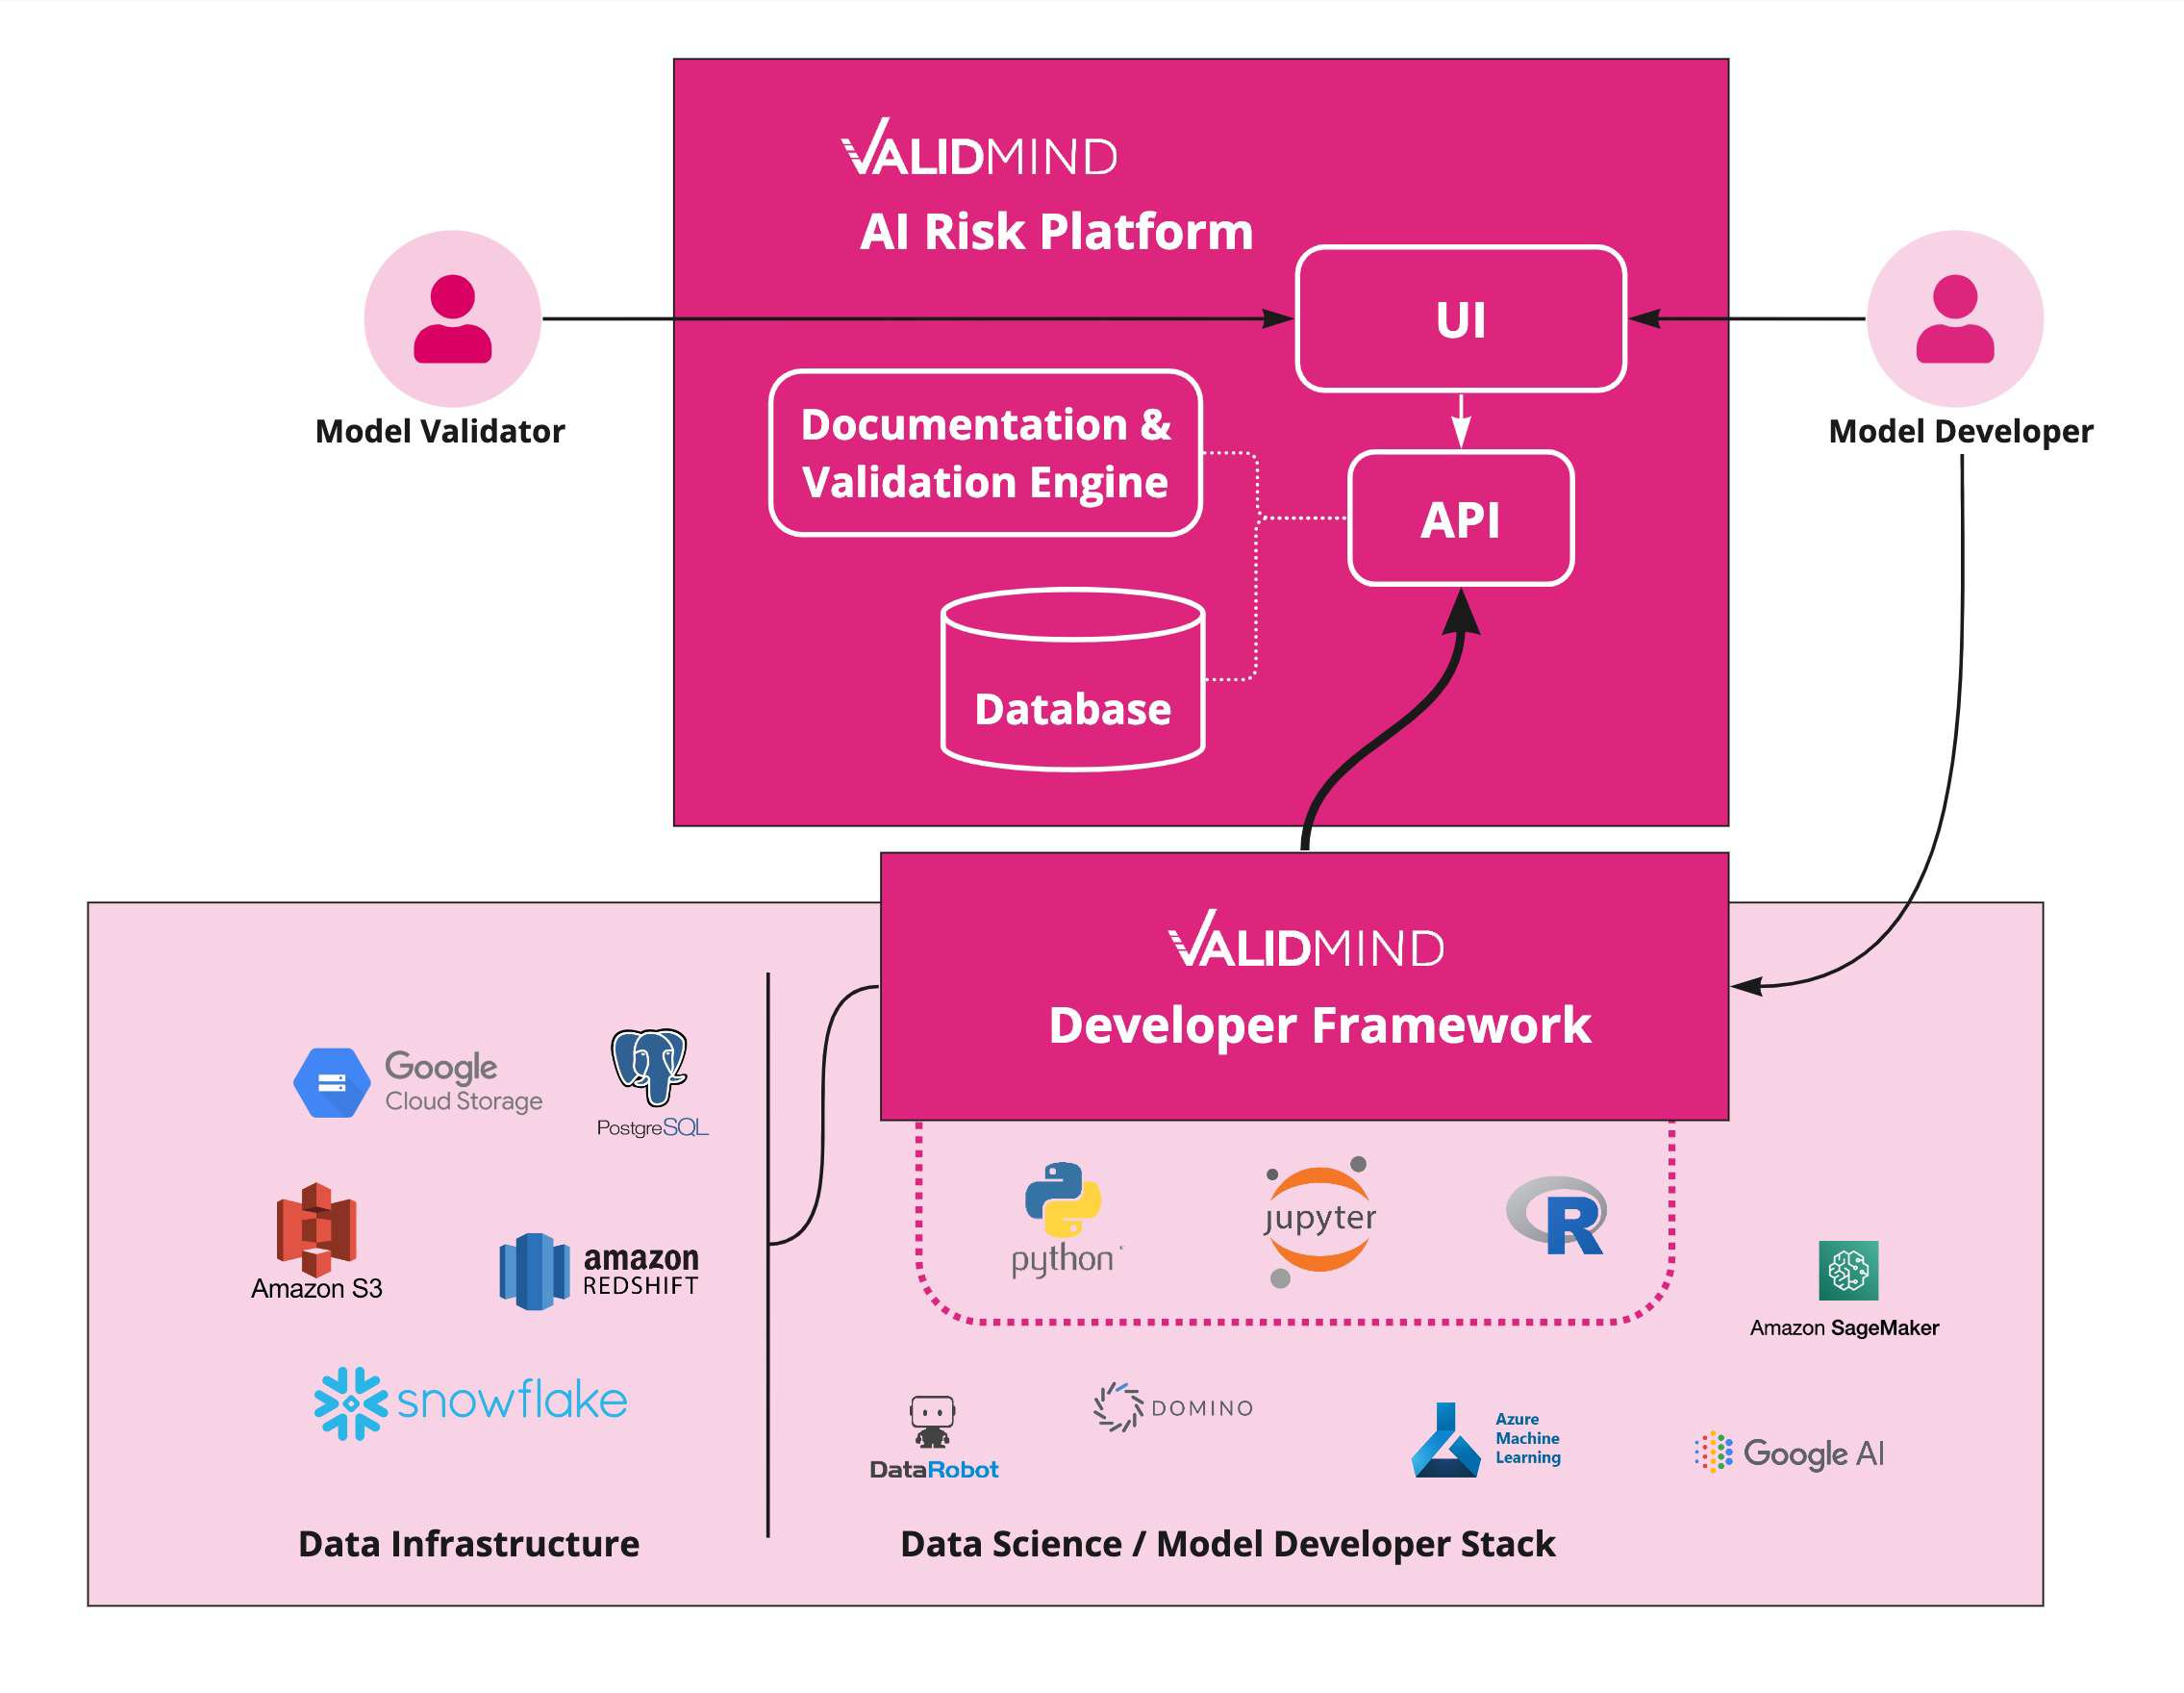 VALIDMIND
AI Risk Platform
UI
Model Validator
Model Developer
Documentation &
Validation Engine
API
Database
VALIDMIND
Developer Framework
Google
Cloud Storage
PostgreSQL
Amazon S3
amazon
REDSHIFT
snowflake
python
jupyter
R
Amazon SageMaker
DataRobot
DOMINO
Azure
Machine
Learning
Google AI
Data Infrastructure
Data Science / Model Developer Stack